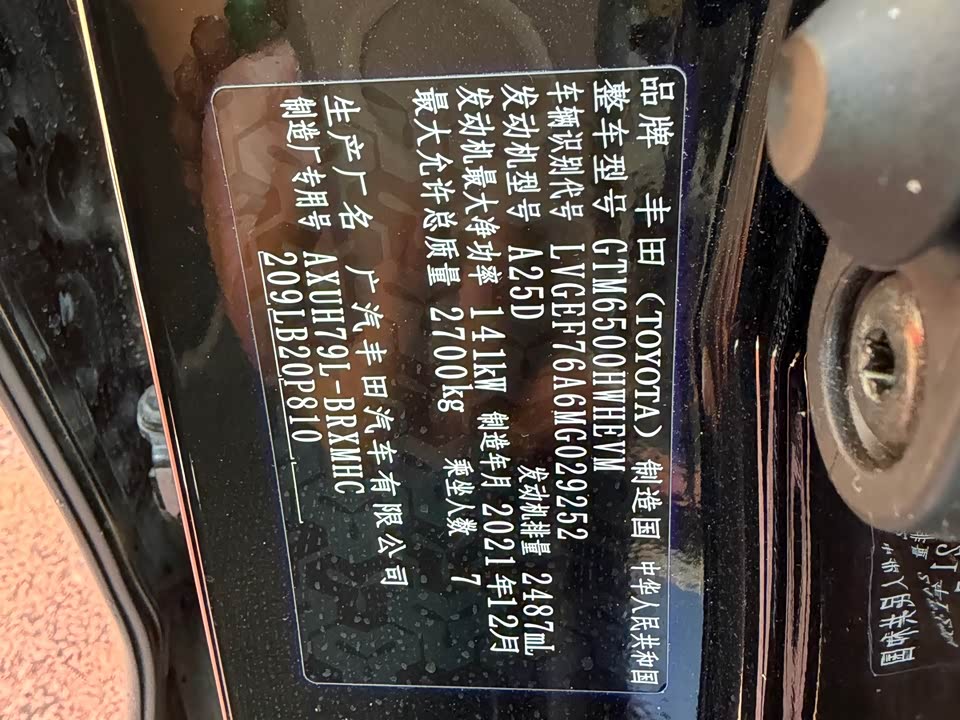 品牌 丰田（TOYOTA） 制造国 中华人民共和国
整车型号 GTM6500HWHEVM
车辆识别代号 LVGEF76A6MG029252
发动机型号 A25D 发动机排量 2487mL
发动机最大净功率 141kW 制造年月 2021年12月
最大允许总质量 2700kg 乘坐人数 7
生产厂名 广汽丰田汽车有限公司
制造厂专用号 AXUH79L-BRXMHC
209LB20P810